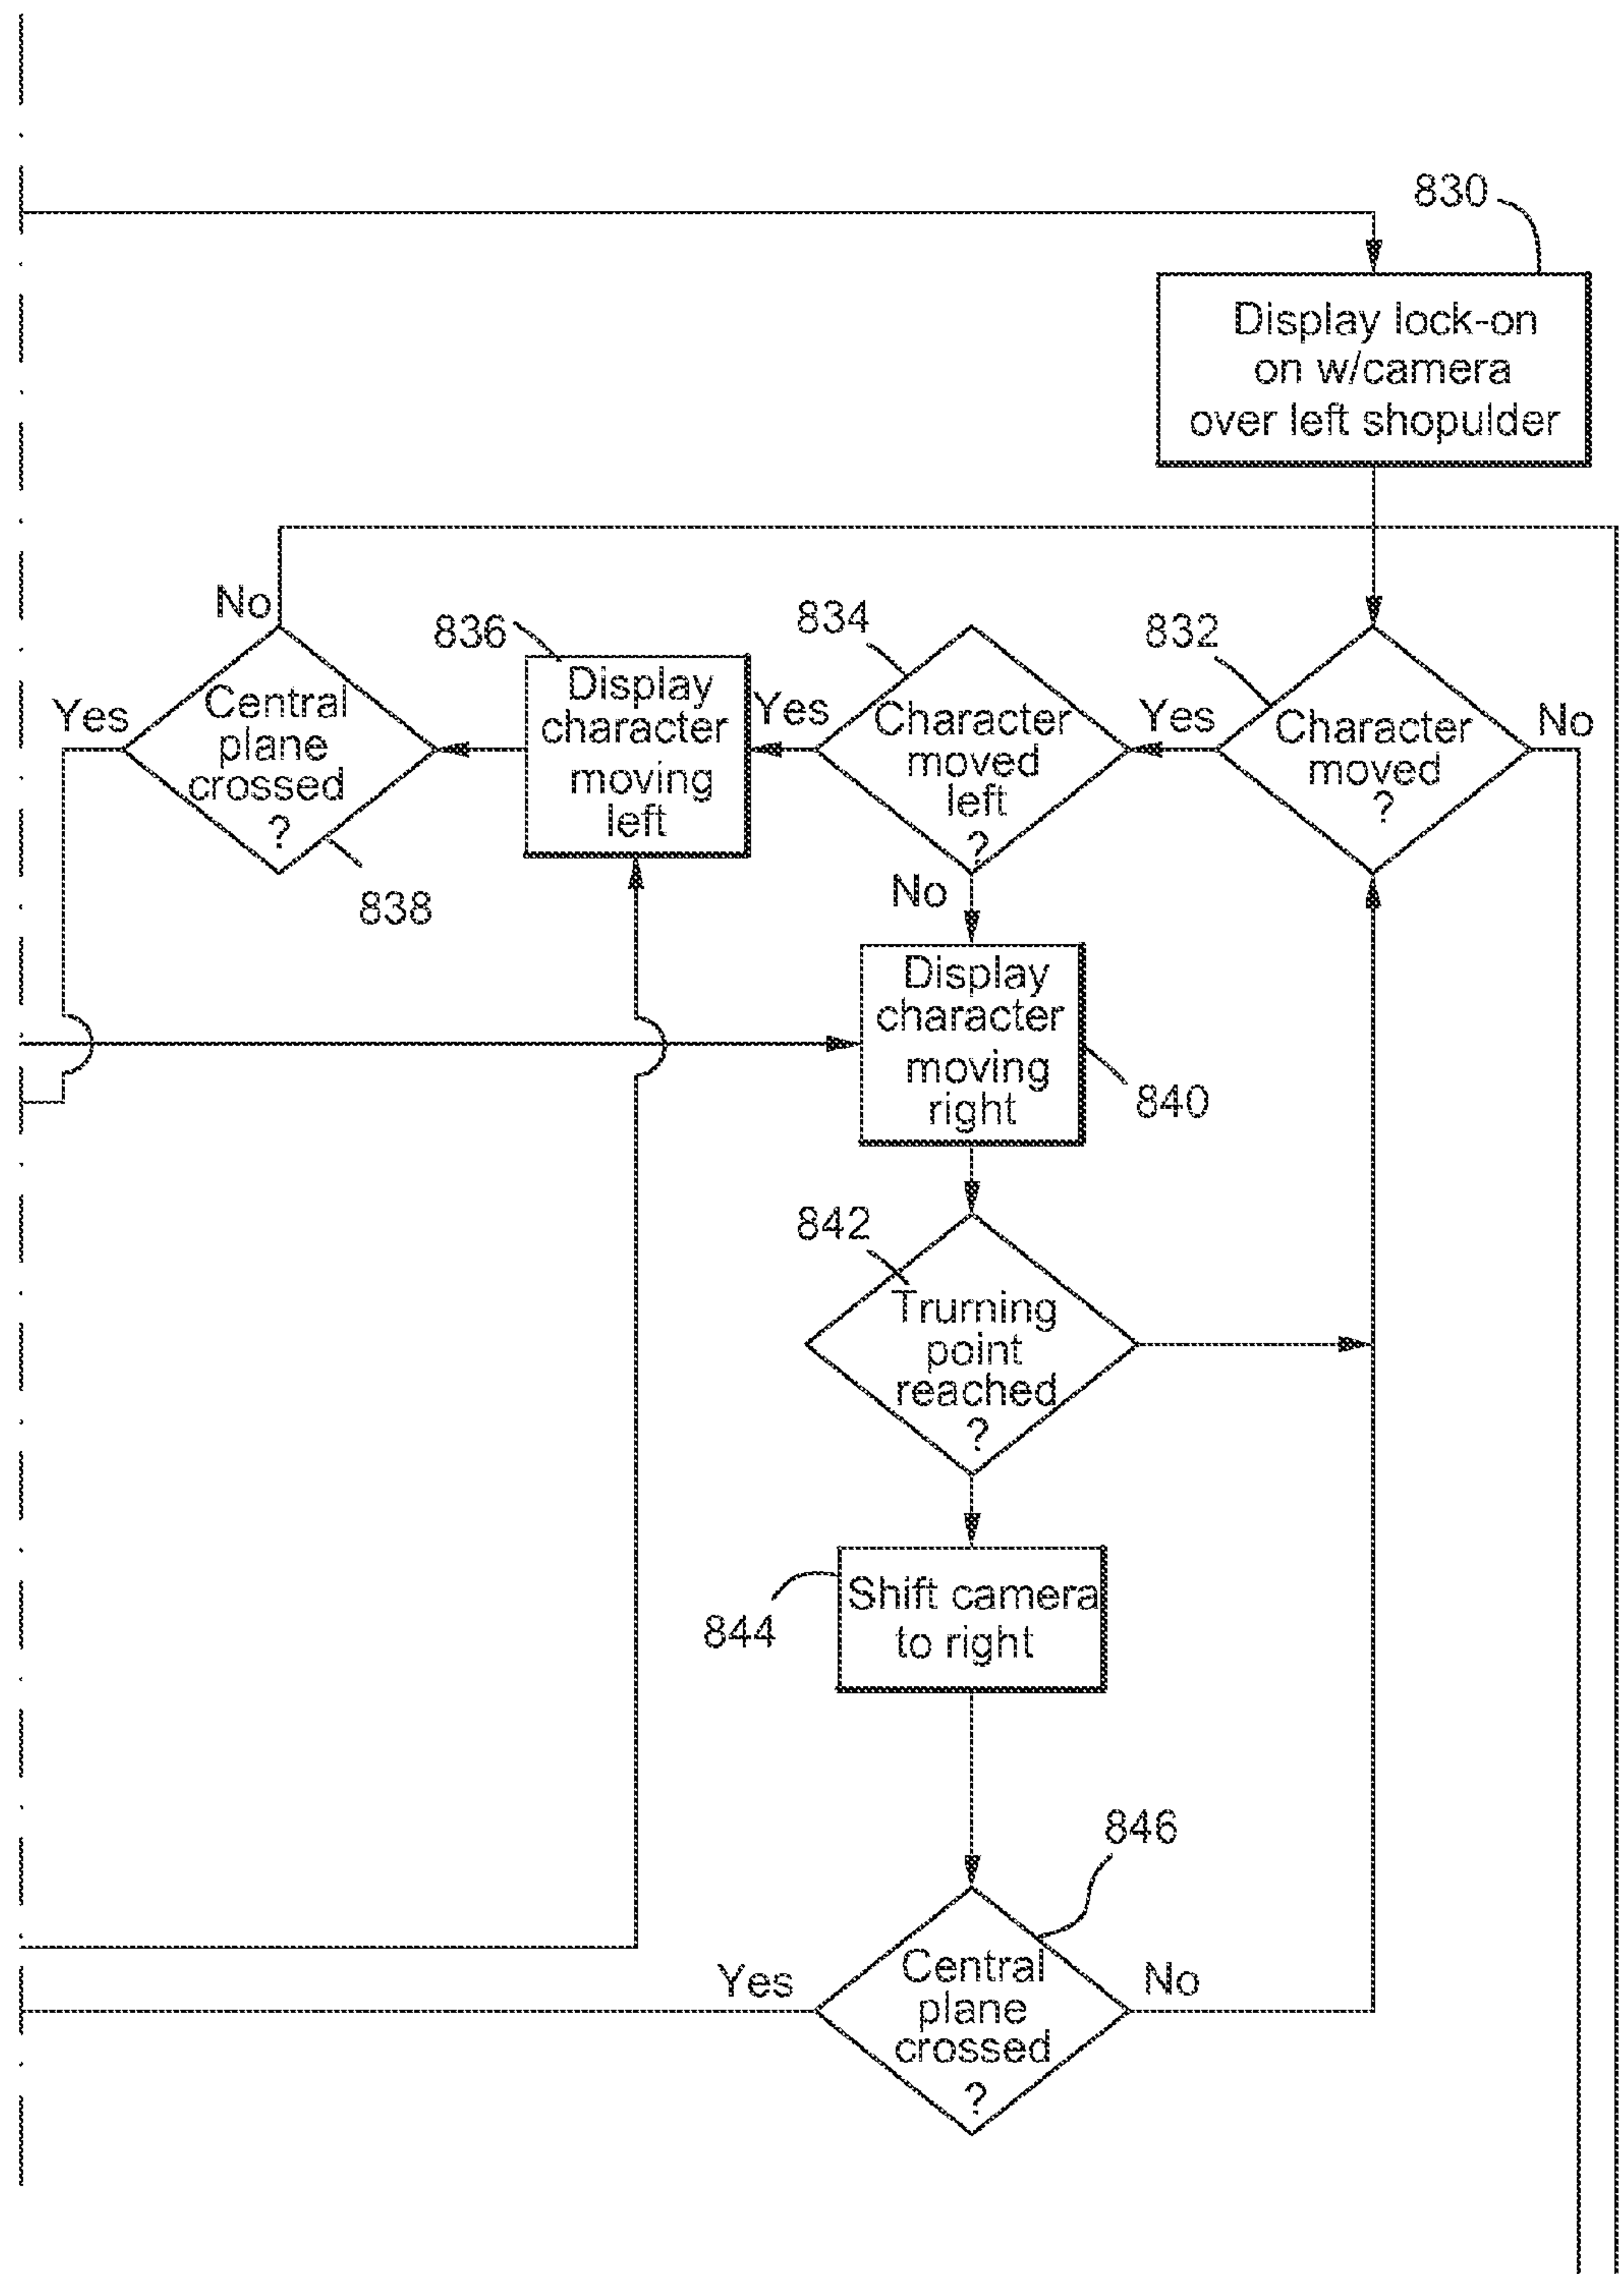 830
Display lock-on
on w/camera
over left shopulder
No
836
834
832
Yes
Central
plane
crossed
?
838
Display
character
moving
left
Yes
Character
moved
left
?
Yes
Character
moved
?
No
No
Display
character
moving
right
840
842
Trurning
point
reached
?
844
Shift camera
to right
846
Yes
Central
plane
crossed
?
No